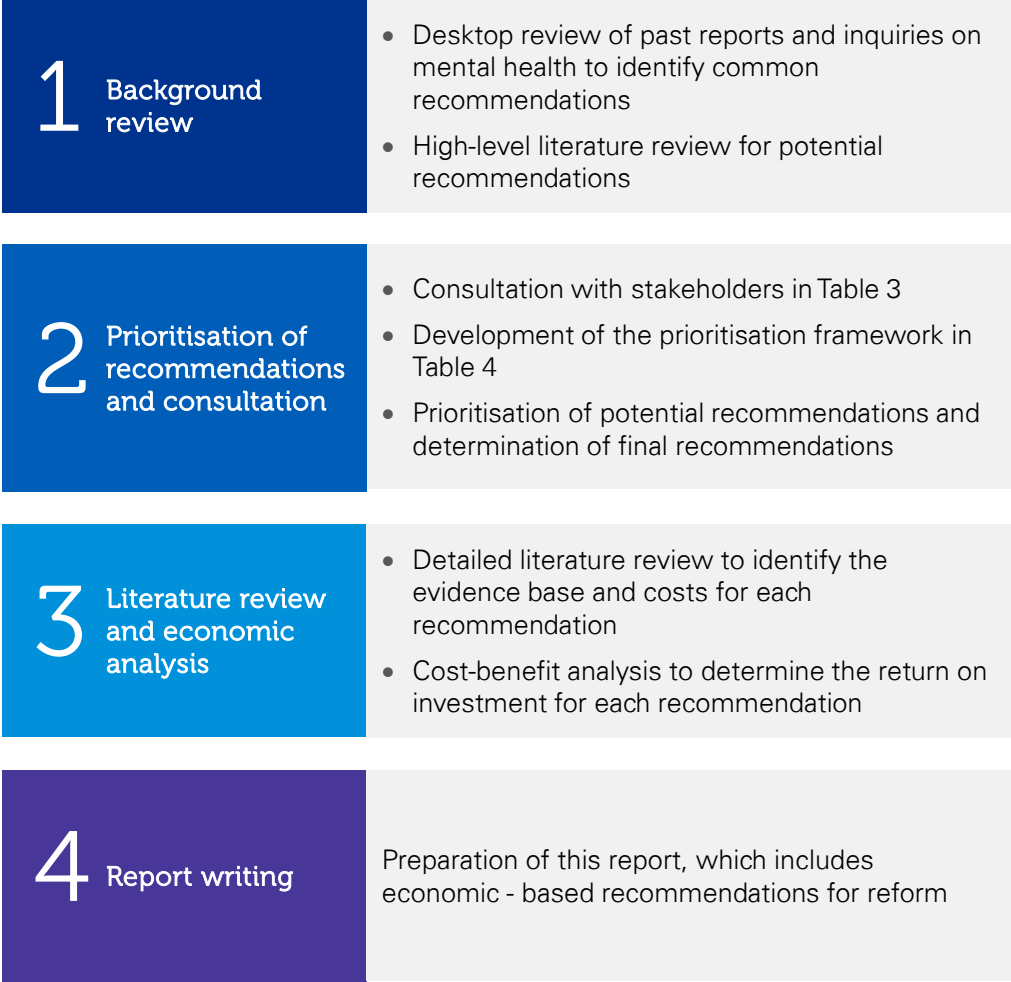 1
Background
review
• Desktop review of past reports and inquiries on
mental health to identify common
recommendations
• High-level literature review for potential
recommendations
2
Prioritisation of
recommendations
and consultation
• Consultation with stakeholders in Table 3
• Development of the prioritisation framework in
Table 4
• Prioritisation of potential recommendations and
determination of final recommendations
3
Literature review
and economic
analysis
• Detailed literature review to identify the
evidence base and costs for each
recommendation
• Cost-benefit analysis to determine the return on
investment for each recommendation
4
Report writing
Preparation of this report, which includes
economic - based recommendations for reform